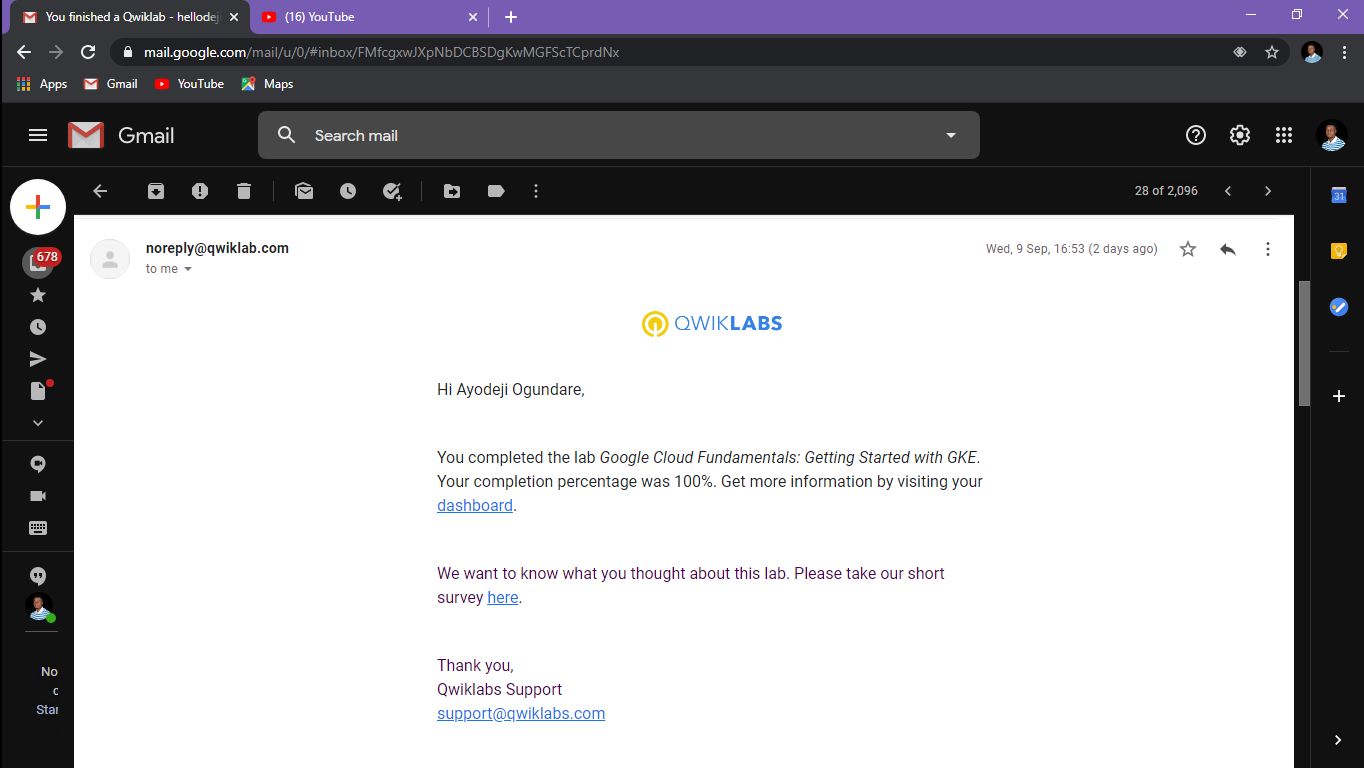 You finished a Qwiklab - hellodej
(16) YouTube
mail.google.com/mail/u/0/#inbox/FMfcgxwJXpNbDCBSDgKwMGFScTCprdNx
Apps
Gmail
YouTube
Maps
Gmail
Search mail
28 of 2,096
31
678
noreply@qwiklab.com
Wed, 9 Sep, 16:53 (2 days ago)
to me
QWIKLABS
Hi Ayodeji Ogundare,
You completed the lab Google Cloud Fundamentals: Getting Started with GKE.
Your completion percentage was 100%. Get more information by visiting your
dashboard.
We want to know what you thought about this lab. Please take our short
survey here.
Thank you,
Qwiklabs Support
support@qwiklabs.com
No
c
Star